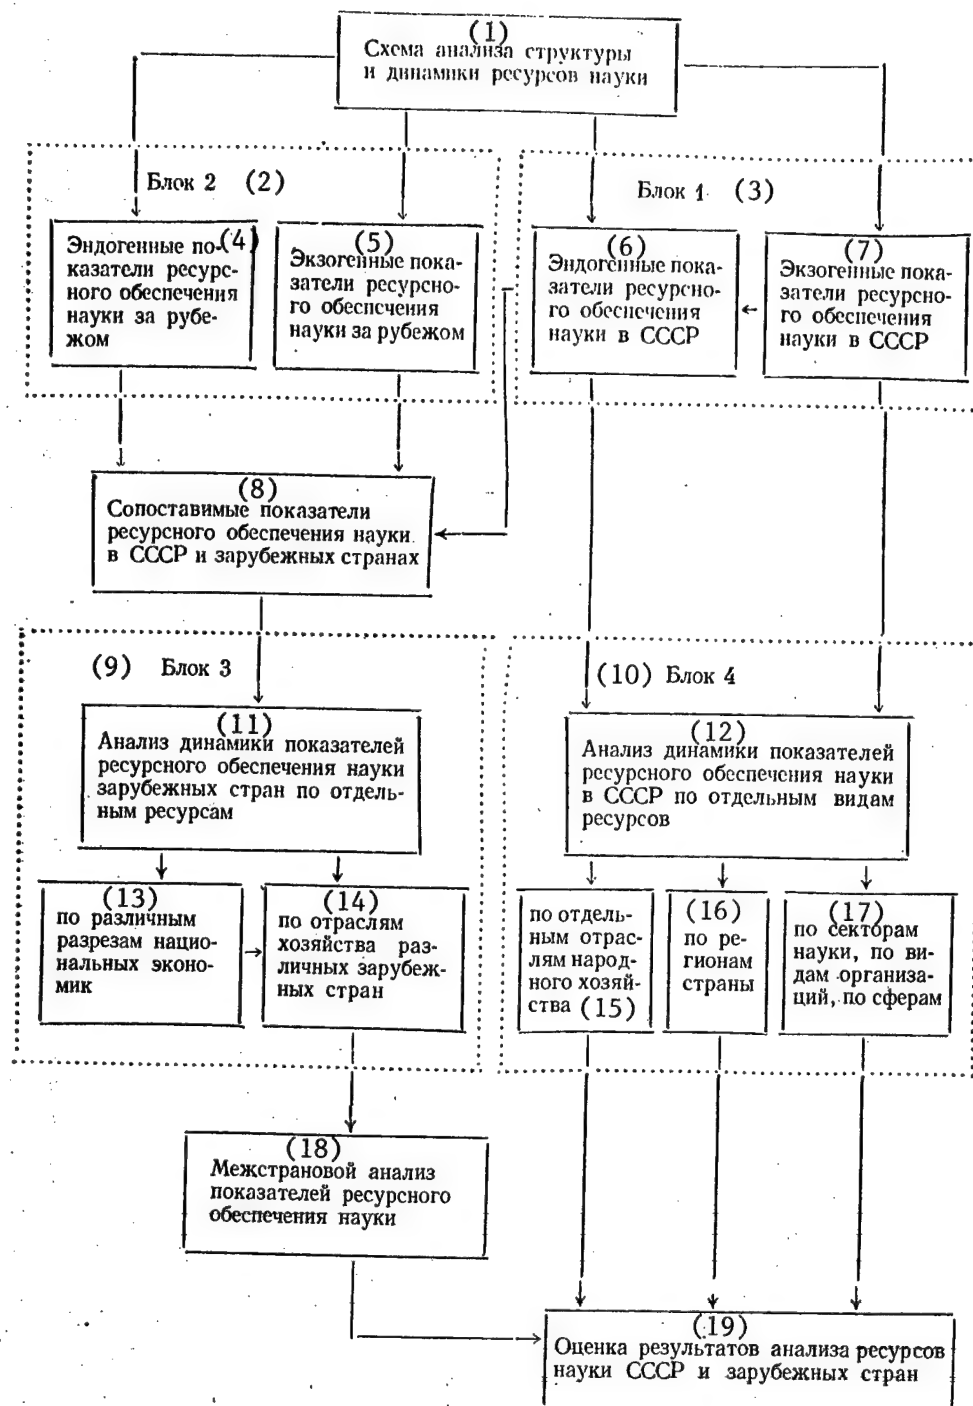 (1)
Схема анализа структуры
и динамики ресурсов науки
Блок 2 (2)
Блок 1 (3)
Эндогенные по-(4)
казатели ресурс-
ного обеспечения
науки за рубе-
жом
(5)
Экзогенные пока-
затели ресурсно-
го обеспечения
науки за рубежом
(6)
Эндогенные пока-
затели ресурсно-
го обеспечения
науки в СССР
(7)
Экзогенные пока-
затели ресурсно-
го обеспечения
науки в СССР
(8)
Сопоставимые показатели
ресурсного обеспечения науки
в СССР и зарубежных странах
(9) Блок 3
(10) Блок 4
(11)
Анализ динамики показателей
ресурсного обеспечения науки
зарубежных стран по отдель-
ным ресурсам
(12)
Анализ динамики показателей
ресурсного обеспечения науки
в СССР по отдельным видам
ресурсов
(13)
по различным
разрезам нацио-
нальных эконо-
мик
(14)
по отраслям
хозяйства раз-
личных зарубеж-
ных стран
по отдель-
ным отрас-
лям народ-
ного хозяй-
ства (15)
(16)
по ре-
гионам
страны
(17)
по секторам
науки, по ви-
дам организа-
ций, по сферам
(18)
Межстрановой анализ
показателей ресурсного
обеспечения науки
(19)
Оценка результатов анализа ресурсов
науки СССР и зарубежных стран